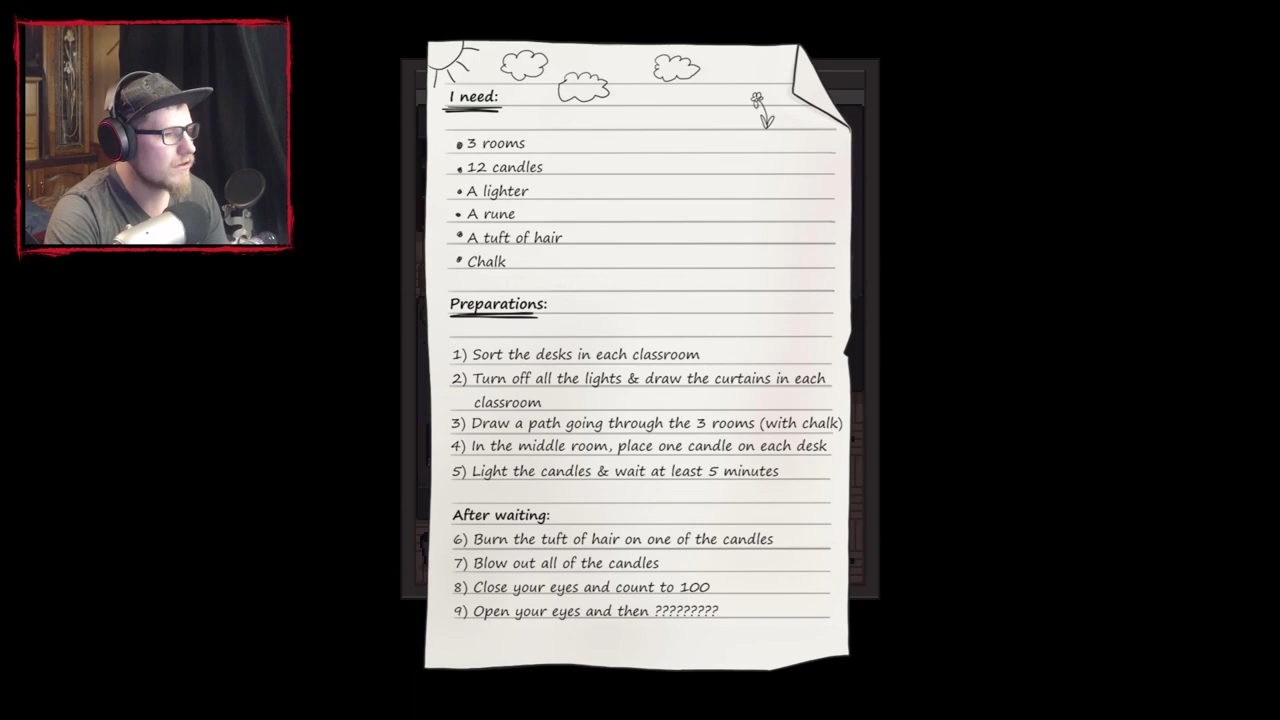 I need:
3 rooms
12 candles
A lighter
A rune
A tuft of hair
Chalk
Preparations:
1) Sort the desks in each classroom
2) Turn off all the lights & draw the curtains in each
classroom
3) Draw a path going through the 3 rooms (with chalk)
4) In the middle room, place one candle on each desk
5) Light the candles & wait at least 5 minutes
After waiting:
6) Burn the tuft of hair on one of the candles
7) Blow out all of the candles
8) Close your eyes and count to 100
9) Open your eyes and then ?????????